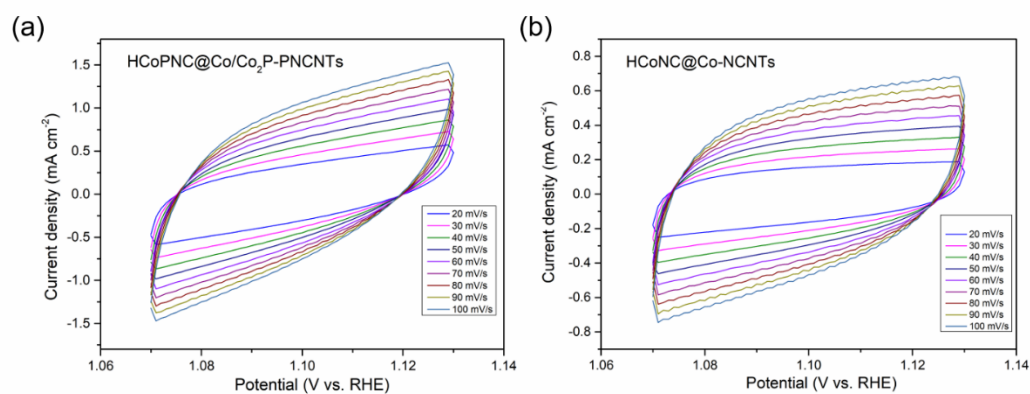 (a)
HCoPNC@Co/Co₂P-PNCNTs
Current density (mA cm⁻²)
1.5
1.0
0.5
0.0
-0.5
-1.0
-1.5
20 mV/s
30 mV/s
40 mV/s
50 mV/s
60 mV/s
70 mV/s
80 mV/s
90 mV/s
100 mV/s
1.06 1.08 1.10 1.12 1.14
Potential (V vs. RHE)
(b)
HCoNC@Co-NCNTs
Current density (mA cm⁻²)
0.8
0.6
0.4
0.2
0.0
-0.2
-0.4
-0.6
-0.8
20 mV/s
30 mV/s
40 mV/s
50 mV/s
60 mV/s
70 mV/s
80 mV/s
90 mV/s
100 mV/s
1.06 1.08 1.10 1.12 1.14
Potential (V vs. RHE)